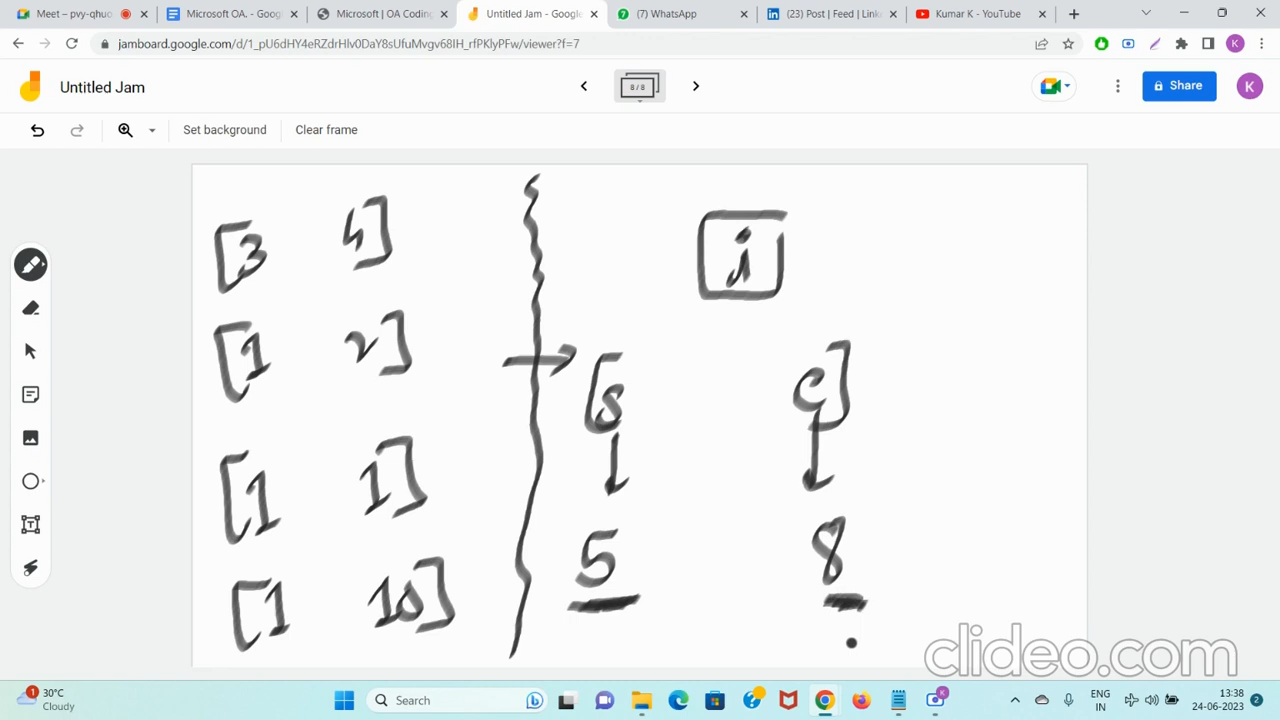 Meet – pvy-qhuo
Microsoft OA. - Goog
Microsoft | OA Coding
Untitled Jam - Google
(7) WhatsApp
(23) Post | Feed | Linke
Kumar K - YouTube
jamboard.google.com/d/1_pU6dHY4eRZdrHlv0DaY8sUfuMvgv68IH_rfPKlyPFw/viewer?f=7
K
Untitled Jam
8 / 8
Share
K
Set background
Clear frame
[3 4]
i
[1 2]
[s c]
[1 1]
5 8
[1 10]
clideo.com
1
30°C
Cloudy
Search
ENG
IN
13:38
24-06-2023
2